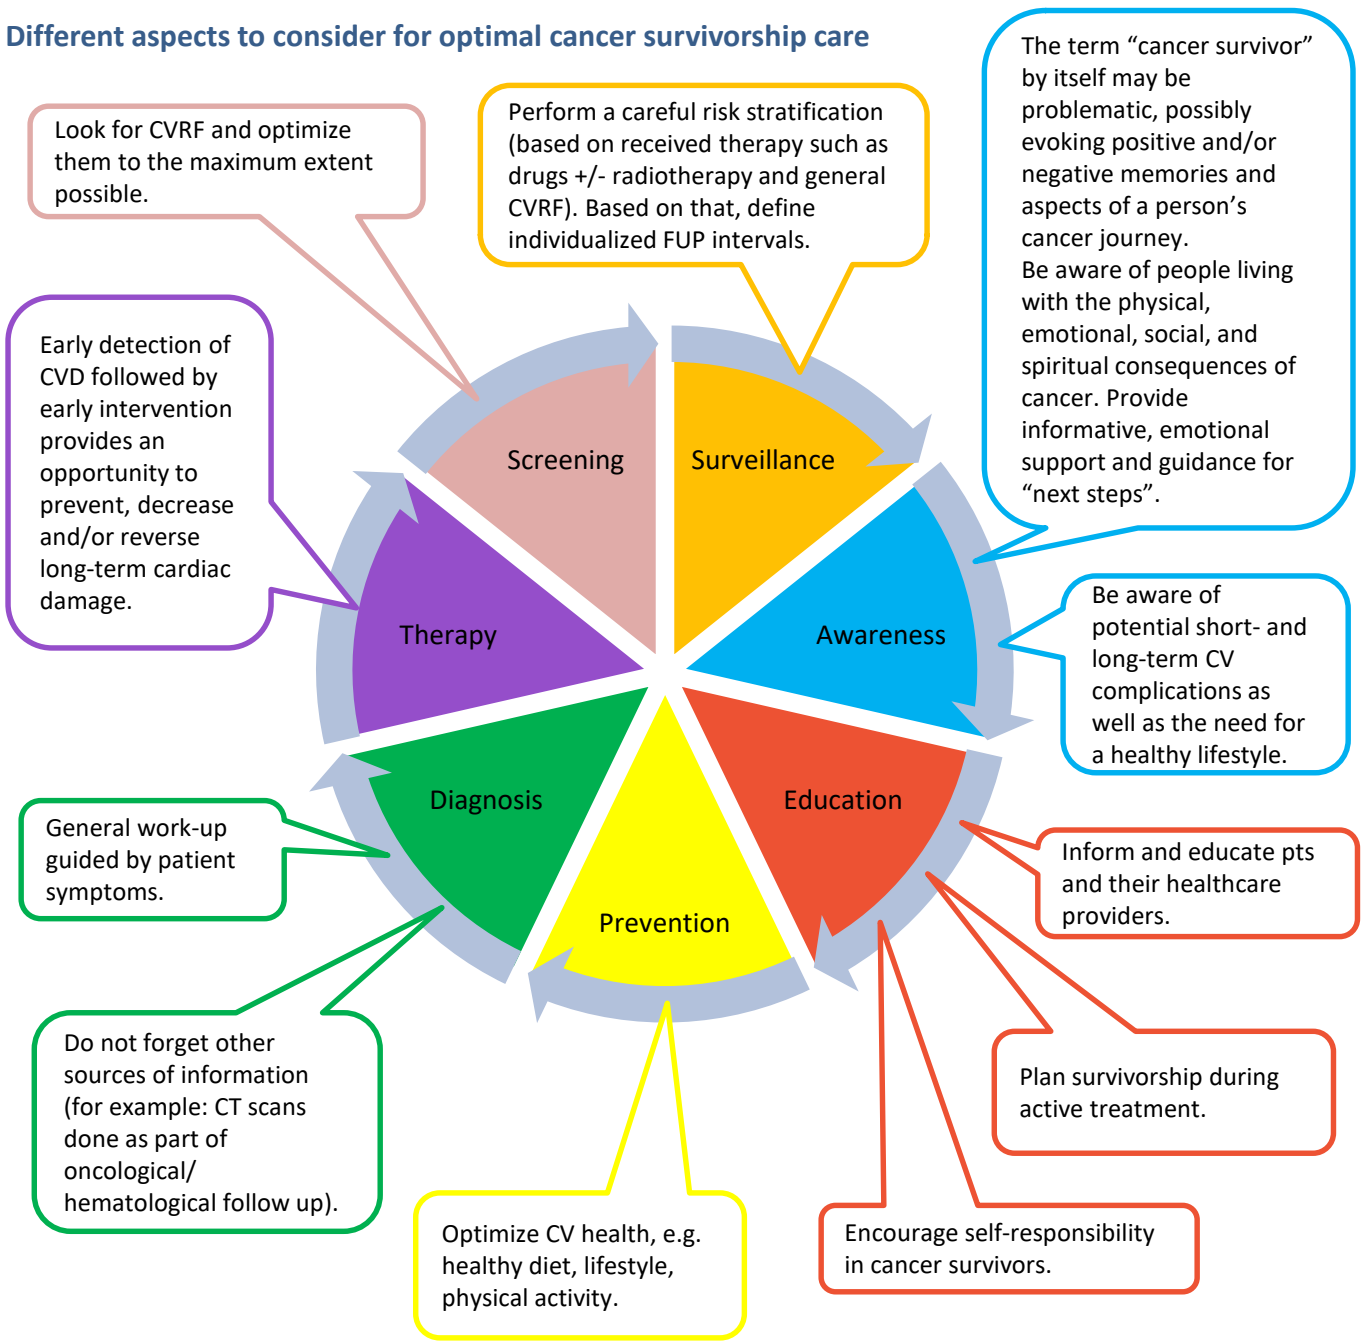 Different aspects to consider for optimal cancer survivorship care
Look for CVRF and optimize
them to the maximum extent
possible.
Perform a careful risk stratification
(based on received therapy such as
drugs +/- radiotherapy and general
CVRF). Based on that, define
individualized FUP intervals.
The term “cancer survivor”
by itself may be
problematic, possibly
evoking positive and/or
negative memories and
aspects of a person’s
cancer journey.
Be aware of people living
with the physical,
emotional, social, and
spiritual consequences of
cancer. Provide
informative, emotional
support and guidance for
“next steps”.
Early detection of
CVD followed by
early intervention
provides an
opportunity to
prevent, decrease
and/or reverse
long-term cardiac
damage.
Screening
Surveillance
Therapy
Awareness
Be aware of
potential short- and
long-term CV
complications as
well as the need for
a healthy lifestyle.
Diagnosis
Education
Prevention
General work-up
guided by patient
symptoms.
Inform and educate pts
and their healthcare
providers.
Do not forget other
sources of information
(for example: CT scans
done as part of
oncological/
hematological follow up).
Plan survivorship during
active treatment.
Optimize CV health, e.g.
healthy diet, lifestyle,
physical activity.
Encourage self-responsibility
in cancer survivors.